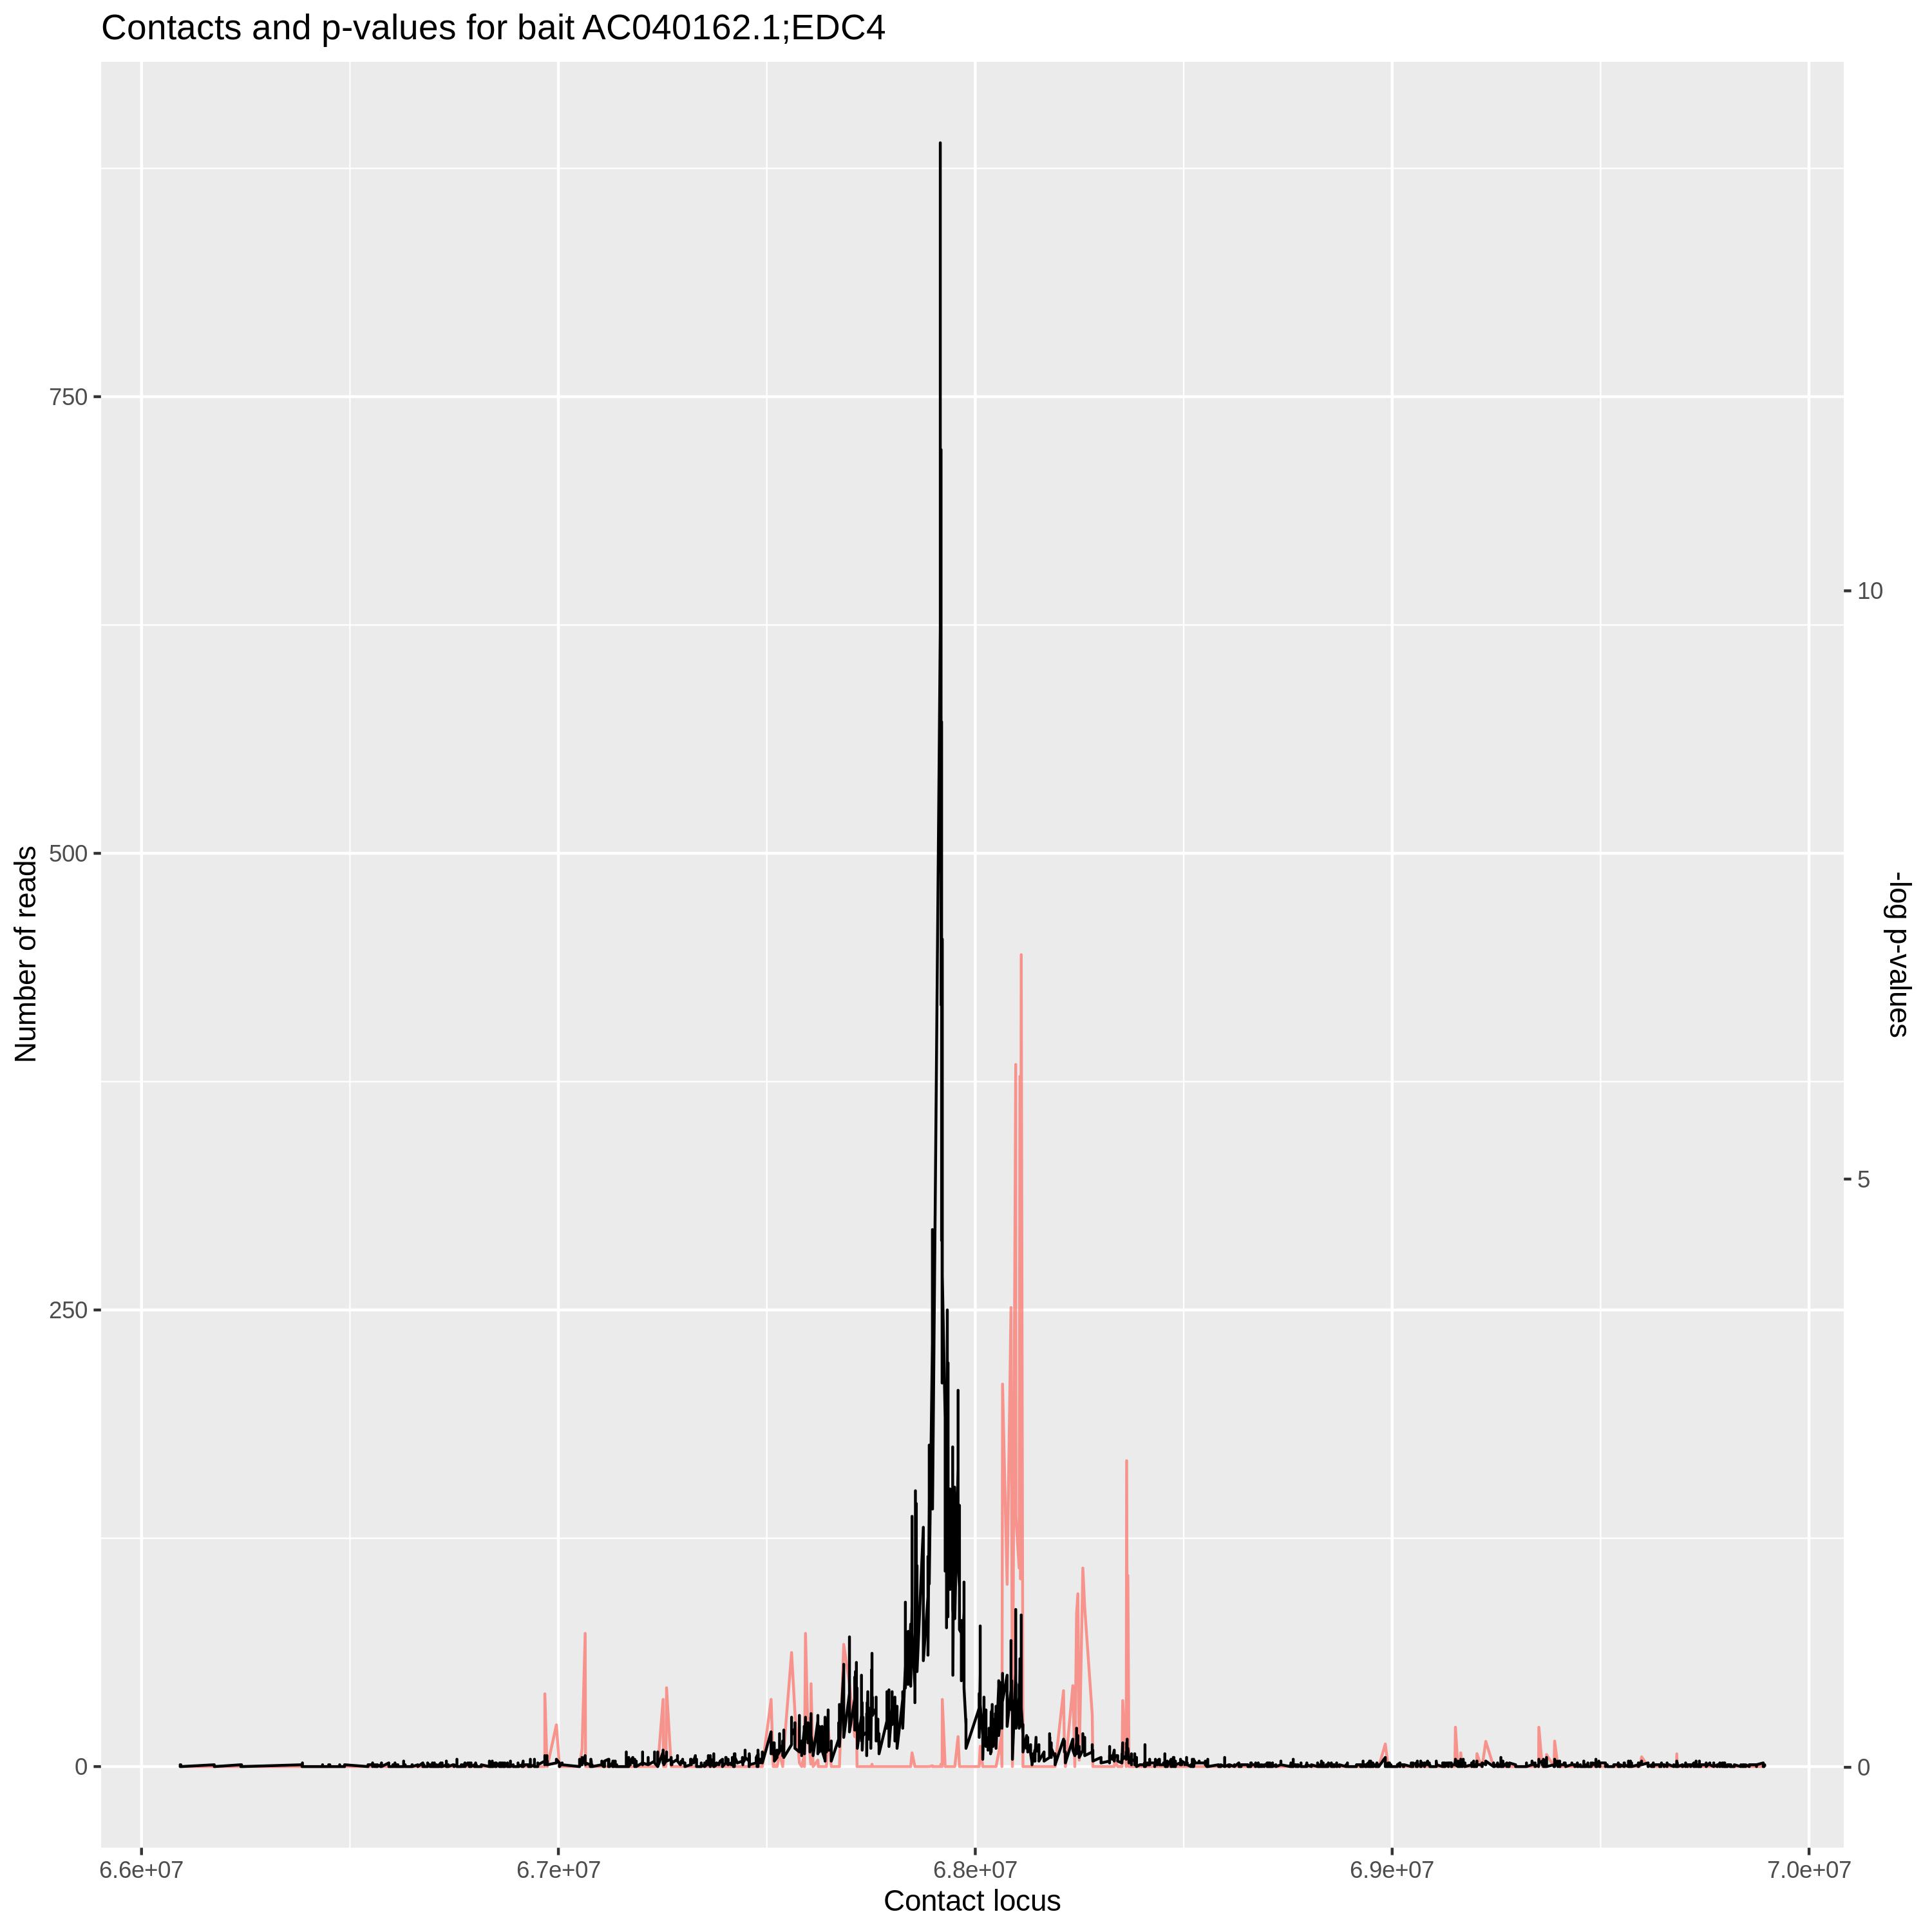 Contacts and p-values for bait AC040162.1;EDC4
750
500
250
0
Number of reads
10
5
0
-log p-values
6.6e+07
6.7e+07
6.8e+07
6.9e+07
7.0e+07
Contact locus